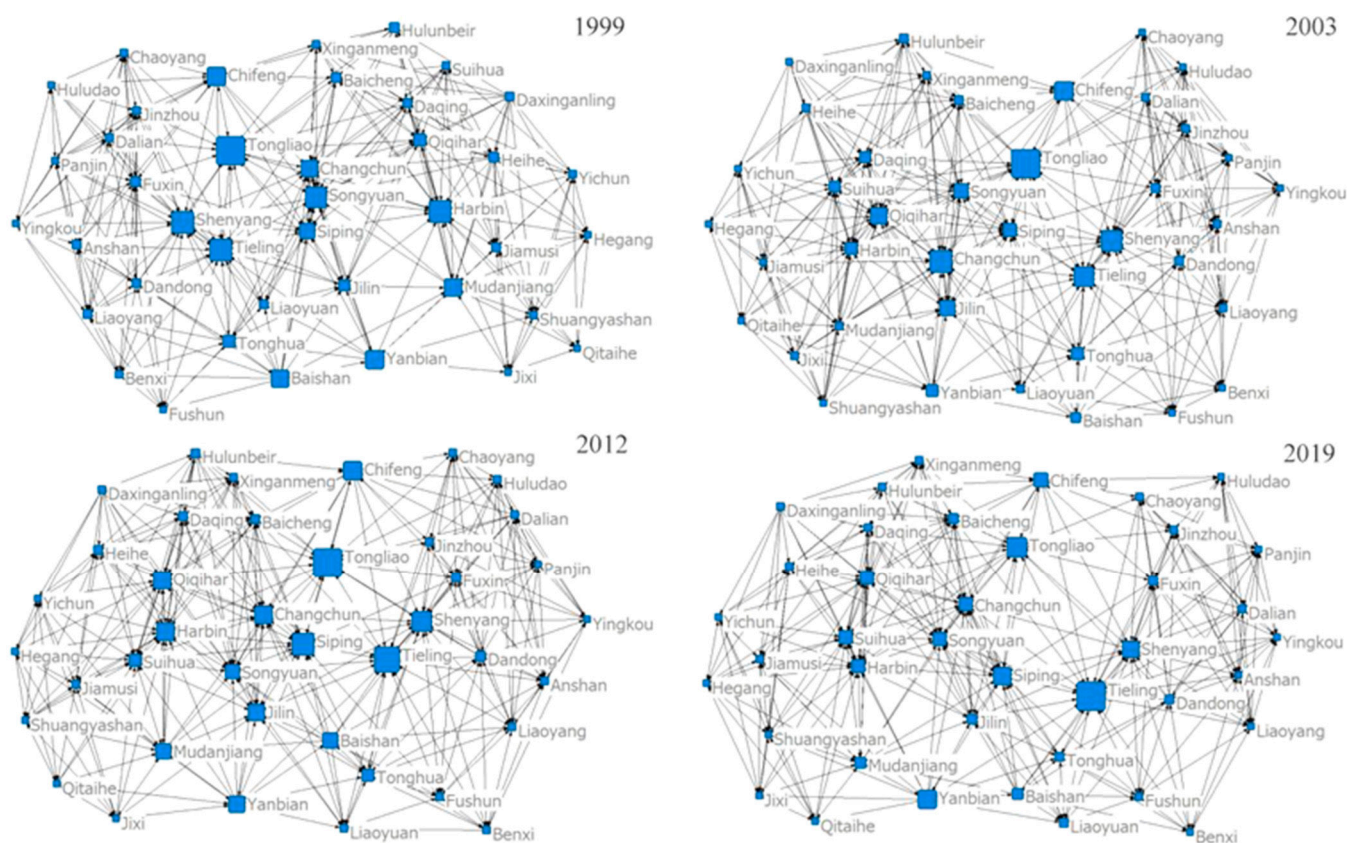 1999
Hulunbeir
Xinganmeng
Chaoyang
Suihua
Chifeng
Baicheng
Huludao
Daxinganling
Daqing
Jinzhou
Dalian
Qiqihar
Tongliao
Heihe
Panjin
Changchun
Yichun
Fuxin
Songyuan
Harbin
Shenyang
Yingkou
Siping
Hegang
Anshan
Tieling
Jiamusi
Dandong
Jilin
Mudanjiang
Liaoyuan
Liaoyang
Shuangyashan
Tonghua
Qitaihe
Yanbian
Jixi
Benxi
Baishan
Fushun
2003
Chaoyang
Hulunbeir
Daxinganling
Huludao
Xinganmeng
Chifeng
Baicheng
Dalian
Heihe
Jinzhou
Daqing
Panjin
Tongliao
Yichun
Suihua
Songyuan
Fuxing
Yingkou
Qiqihar
Hegang
Anshan
Siping
Shenyang
Harbin
Changchun
Jiamusi
Dandong
Tieling
Jilin
Liaoyang
Qitaihe
Mudanjiang
Jixi
Tonghua
Yanbian
Liaoyuan
Benxi
Shuangyashan
Fushun
Baishan
2012
Hulunbeir
Chaoyang
Chifeng
Xinganmeng
Huludao
Daxinganling
Daqing
Baicheng
Dalian
Jinzhou
Heihe
Tongliao
Panjin
Qiqihar
Fuxin
Yichun
Changchun
Shenyang
Yingkou
Harbin
Siping
Hegang
Suihua
Tieling
Dandong
Songyuan
Anshan
Jiamusi
Jilin
Shuangyashan
Liaoyang
Baishan
Mudanjiang
Tonghua
Qitaihe
Fushun
Yanbian
Jixi
Liaoyuan
Benxi
2019
Xinganmeng
Huludao
Chifeng
Hulunbeir
Chaoyang
Daxinganling
Baicheng
Daqing
Jinzhou
Tongliao
Panjin
Heihe
Qiqihar
Fuxin
Changchun
Dalian
Yichun
Suihua
Songyuan
Yingkou
Shenyang
Jiamusi
Harbin
Siping
Anshan
Hegang
Tieling
Dandong
Jilin
Liaoyang
Shuangyashan
Tonghua
Mudanjiang
Jixi
Yanbian
Baishan
Fushun
Qitaihe
Liaoyuan
Benxi